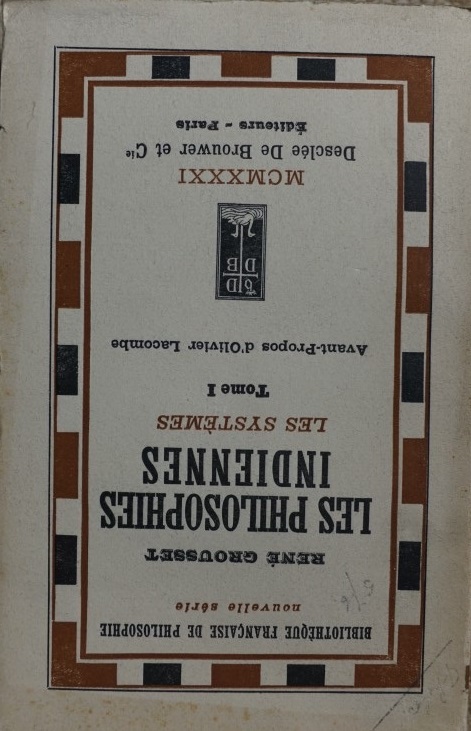 BIBLIOTHÈQUE FRANÇAISE DE PHILOSOPHIE
nouvelle série
RENÉ GROUSSET
LES PHILOSOPHIES
INDIENNES
LES SYSTÈMES
Tome I
Avant-Propos d'Olivier Lacombe
D
DB
MCMXXXI
Desclée De Brouwer et Cie
Éditeurs - Paris